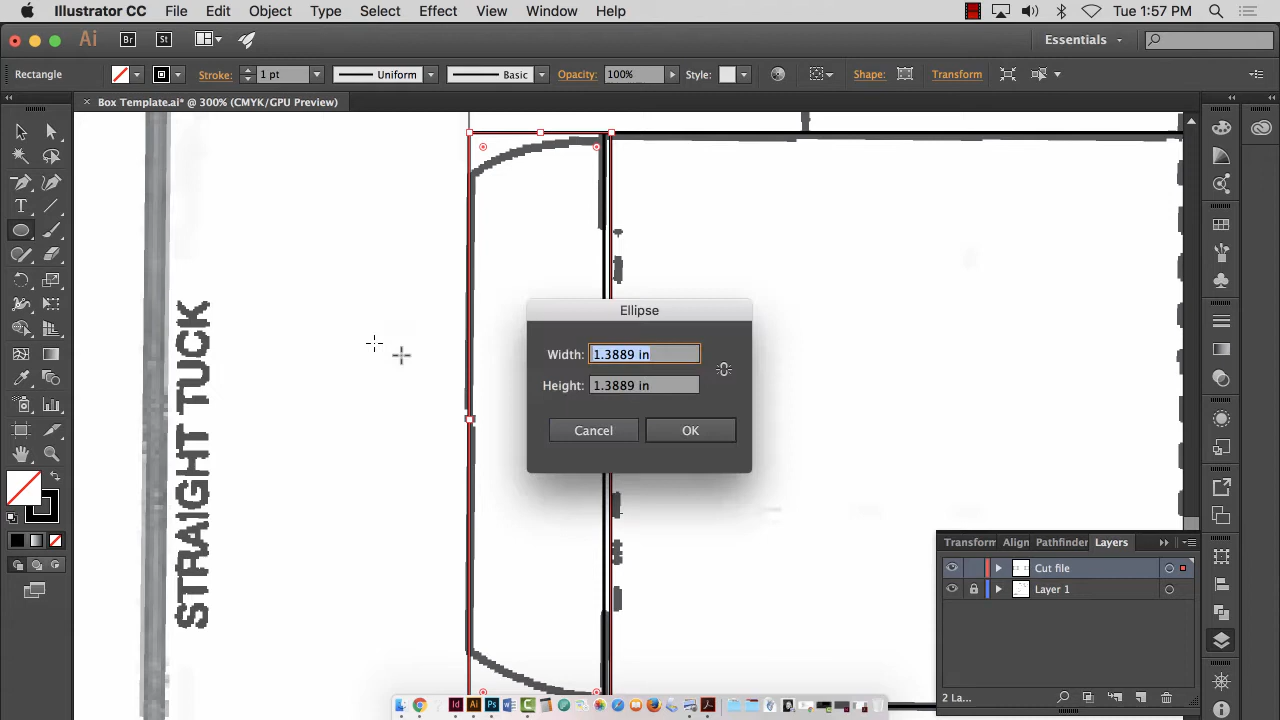 Illustrator CC File Edit Object Type Select Effect View Window Help Tue 1:57 PM
Ai Br St Essentials
Rectangle Stroke: 1 pt Uniform Basic Opacity: 100% Style: Shape: Transform
× Box Template.ai* @ 300% (CMYK/GPU Preview)
STRAIGHT TUCK
Ellipse
Width: 1.3889 in
Height: 1.3889 in
Cancel OK
Transform Align Pathfinder Layers
Cut file
Layer 1
2 La...